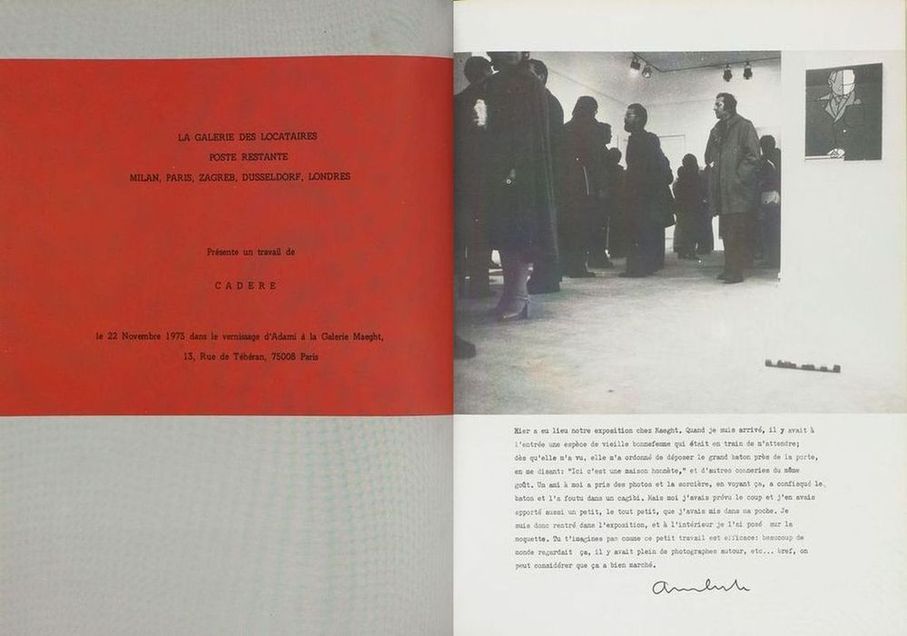 LA GALERIE DES LOCATAIRES
POSTE RESTANTE
MILAN, PARIS, ZAGREB, DUSSELDORF, LONDRES
Présente un travail de
CADERE
le 22 Novembre 1973 dans le vernissage d'Adami à la Galerie Maeght,
13, Rue de Téhéran, 75008 Paris
Hier a eu lieu notre exposition chez Maeght. Quand je suis arrivé, il y avait à
l'entrée une espèce de vieille bonnefemme qui était en train de m'attendre;
dès qu'elle m'a vu, elle m'a ordonné de déposer le grand baton près de la porte,
en me disant: "Ici c'est une maison honnète," et d'autres conneries du même
goût. Un ami à moi a pris des photos et la sorcière, en voyant ça, a confisqué le
baton et l'a foutu dans un cagibi. Mais moi j'avais prévu le coup et j'en avais
apporté aussi un petit, le tout petit, que j'avais mis dans ma poche. Je
suis donc rentré dans l'exposition, et à l'intérieur je l'ai posé sur la
moquette. Tu t'imagines pas comme ce petit travail est efficace: beaucoup de
monde regardait ça, il y avait plein de photographes autour, etc... bref, on
peut considérer que ça a bien marché.